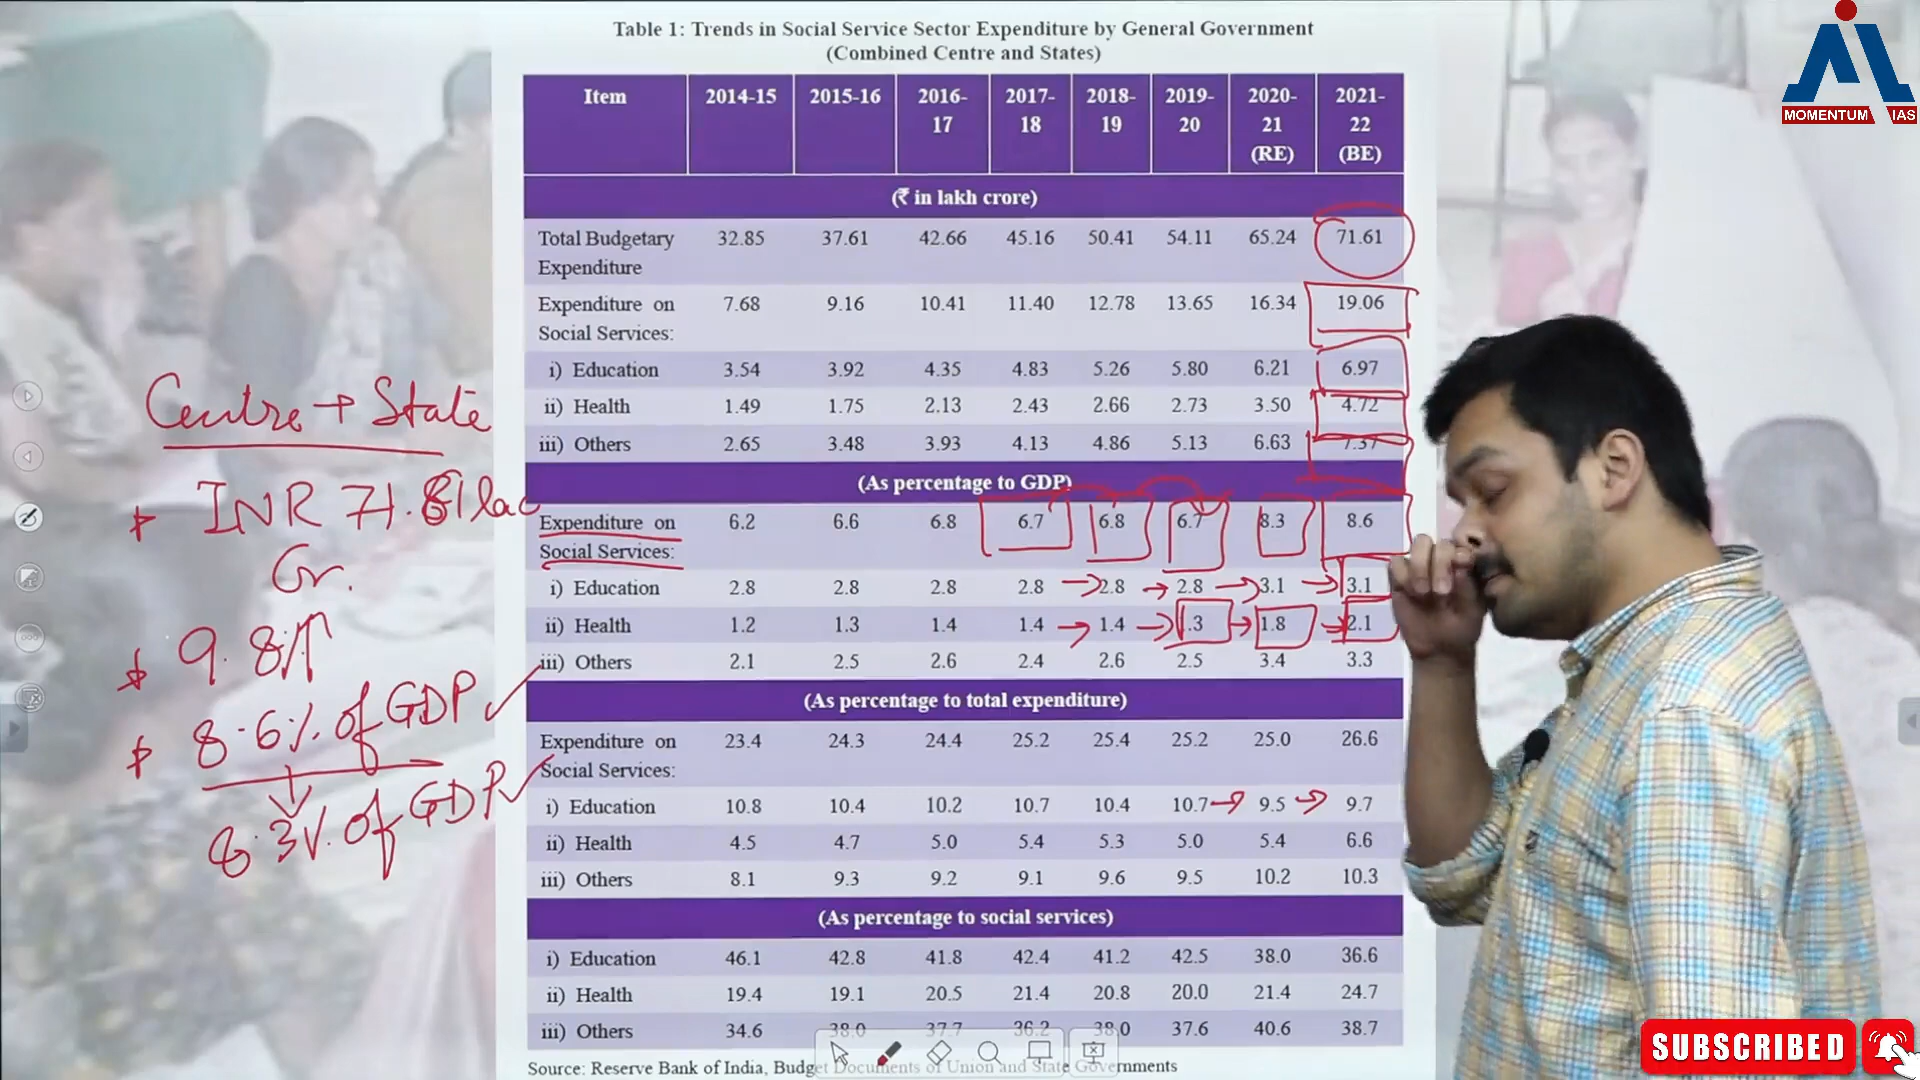 Table 1: Trends in Social Service Sector Expenditure by General Government
(Combined Centre and States)
MOMENTUM IAS
Item 2014-15 2015-16 2016-17 2017-18 2018-19 2019-20 2020-21 (RE) 2021-22 (BE)
(₹ in lakh crore)
Total Budgetary Expenditure 32.85 37.61 42.66 45.16 50.41 54.11 65.24 71.61
Expenditure on Social Services: 7.68 9.16 10.41 11.40 12.78 13.65 16.34 19.06
i) Education 3.54 3.92 4.35 4.83 5.26 5.80 6.21 6.97
ii) Health 1.49 1.75 2.13 2.43 2.66 2.73 3.50 4.72
iii) Others 2.65 3.48 3.93 4.13 4.86 5.13 6.63 7.37
(As percentage to GDP)
Expenditure on Social Services: 6.2 6.6 6.8 6.7 6.8 6.7 8.3 8.6
i) Education 2.8 2.8 2.8 2.8 2.8 2.8 3.1 3.1
ii) Health 1.2 1.3 1.4 1.4 1.4 1.3 1.8 2.1
iii) Others 2.1 2.5 2.6 2.4 2.6 2.5 3.4 3.3
(As percentage to total expenditure)
Expenditure on Social Services: 23.4 24.3 24.4 25.2 25.4 25.2 25.0 26.6
i) Education 10.8 10.4 10.2 10.7 10.4 10.7 9.5 9.7
ii) Health 4.5 4.7 5.0 5.4 5.3 5.0 5.4 6.6
iii) Others 8.1 9.3 9.2 9.1 9.6 9.5 10.2 10.3
(As percentage to social services)
i) Education 46.1 42.8 41.8 42.4 41.2 42.5 38.0 36.6
ii) Health 19.4 19.1 20.5 21.4 20.8 20.0 21.4 24.7
iii) Others 34.6 38.0 37.7 36.2 38.0 37.6 40.6 38.7
Source: Reserve Bank of India, Budget Documents of Union and State Governments
Centre + State
INR 71.61 lac
Cr.
9.8%
8.6% of GDP
8.3% of GDP
SUBSCRIBED